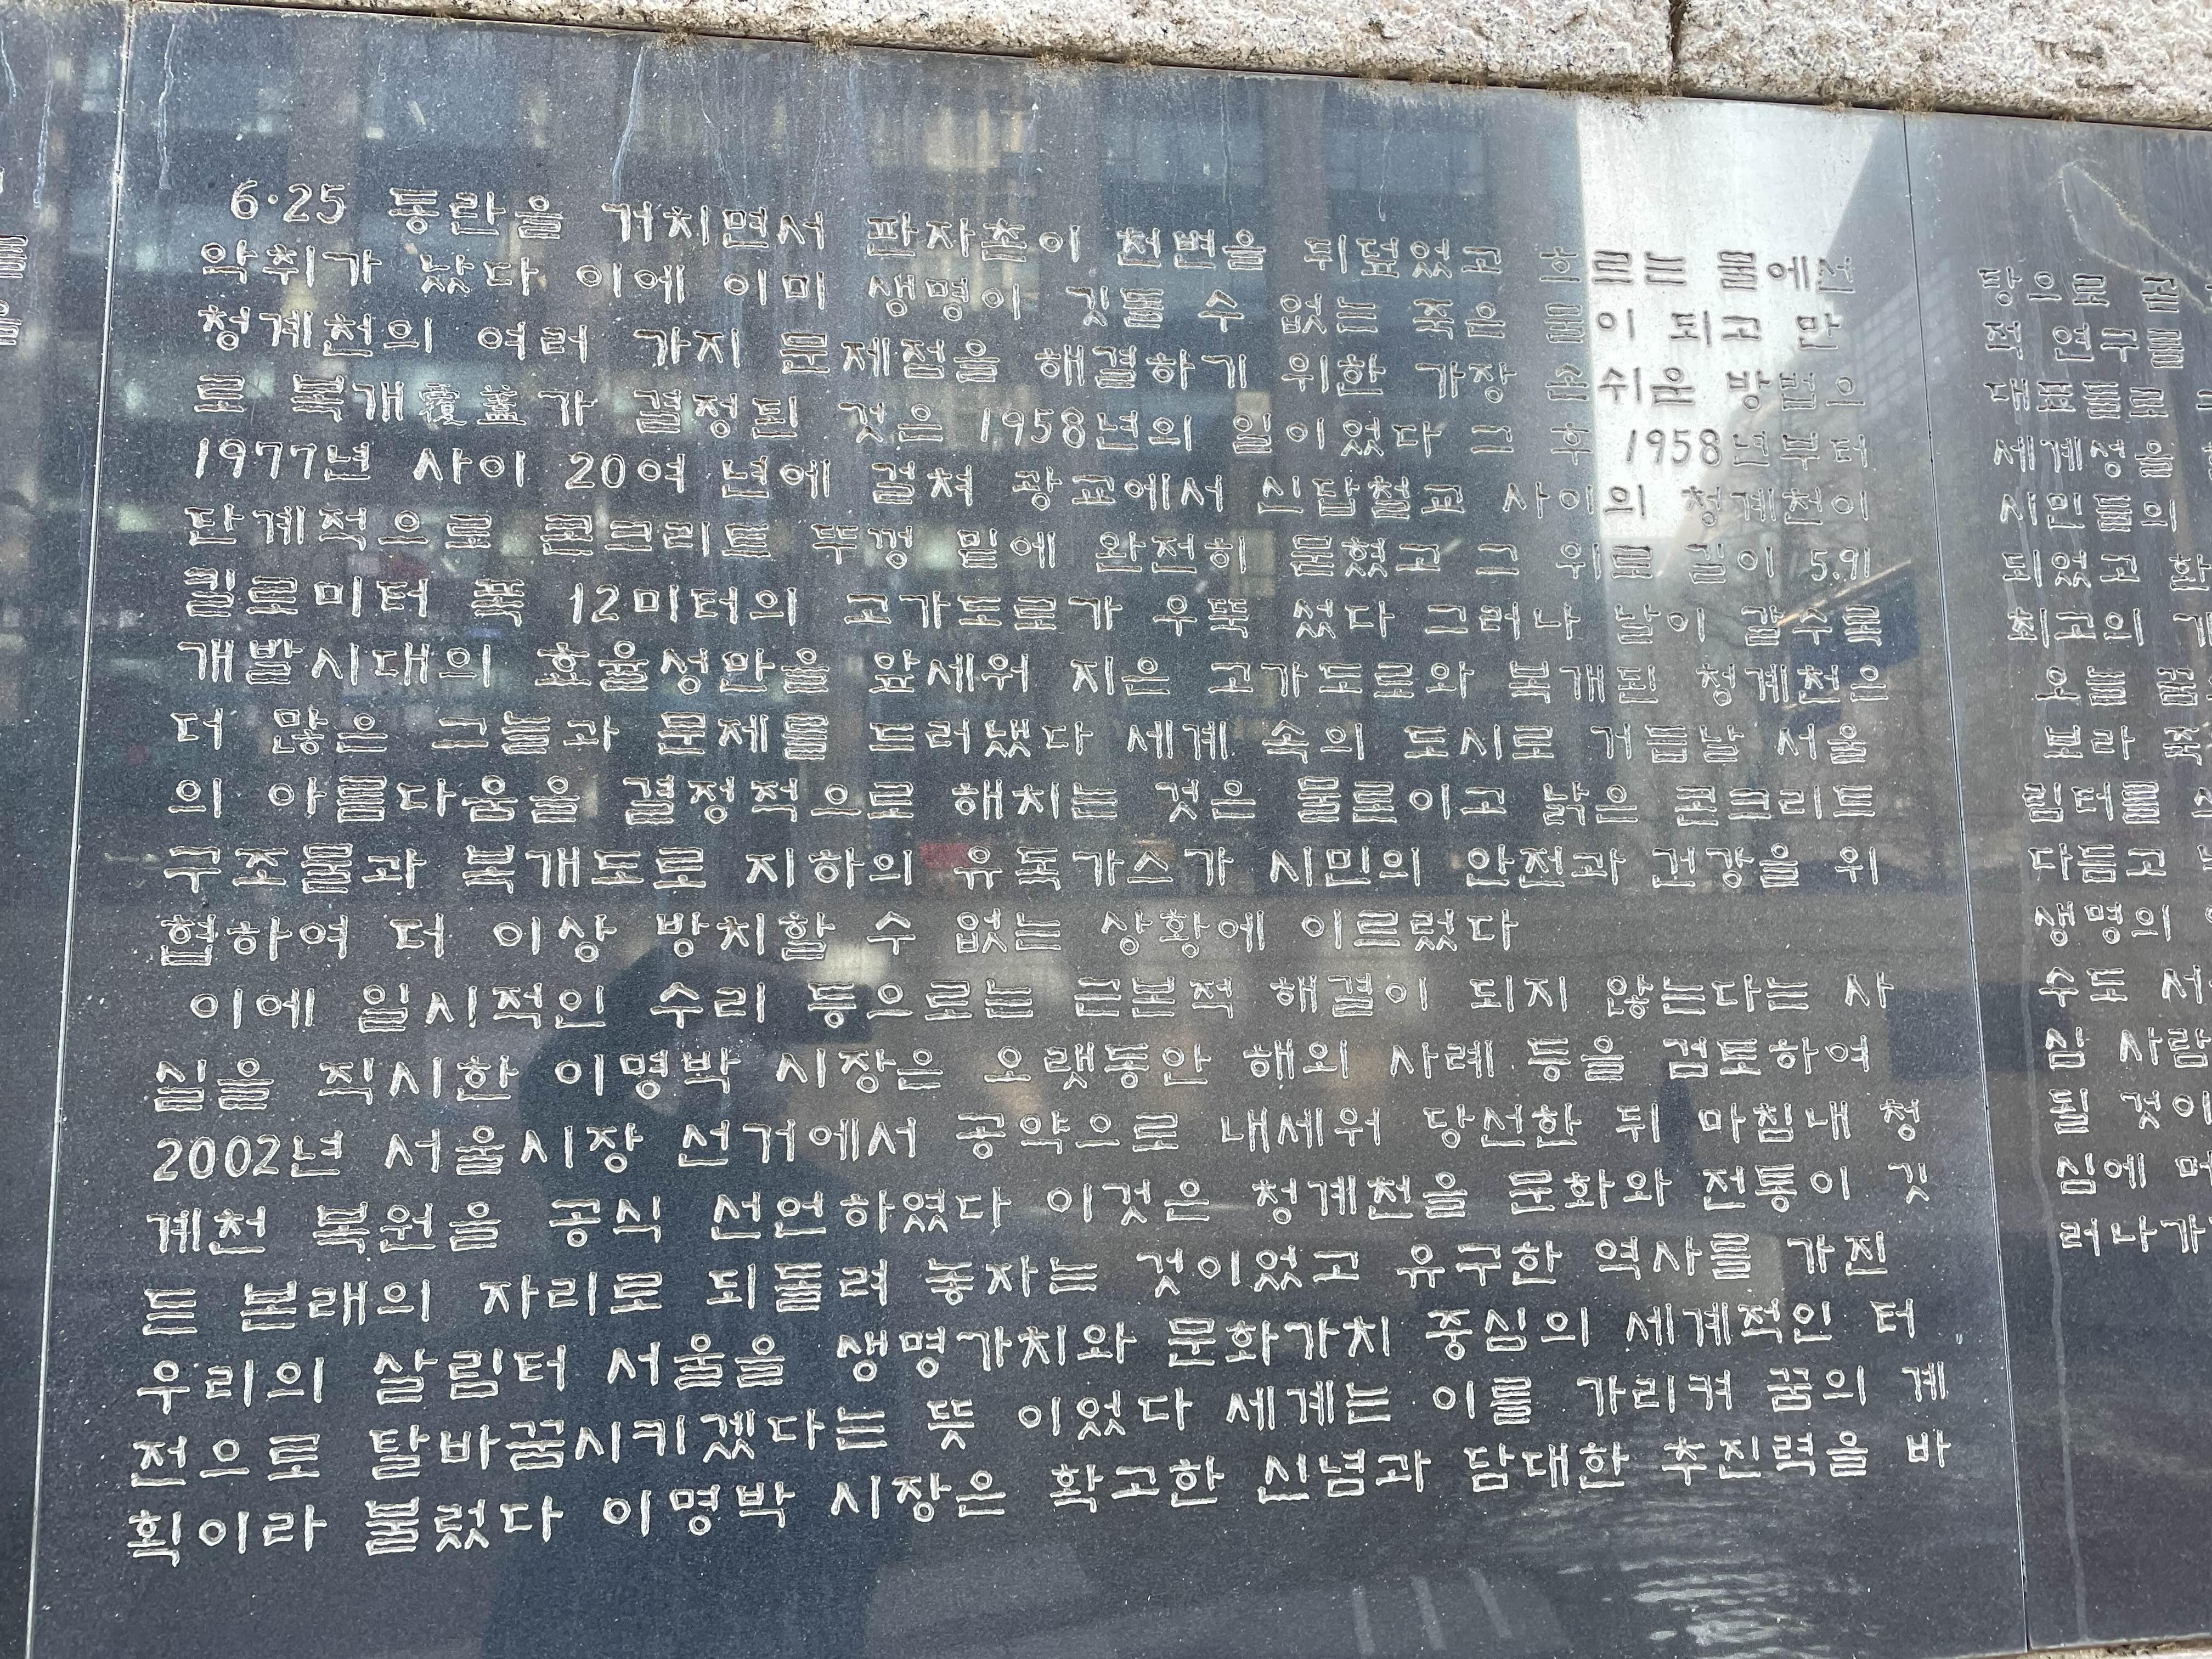 6·25 동란을 거치면서 판자촌이 천변을 뒤덮었고 흐르는 물에선
악취가 났다 이에 이미 생명이 깃들 수 없는 죽은 물이 되고 만
청계천의 여러 가지 문제점을 해결하기 위한 가장 손쉬운 방법으
로 복개覆蓋가 결정된 것은 1958년의 일이었다 그 후 1958년부터
1977년 사이 20여 년에 걸쳐 광교에서 신답철교 사이의 청계천이
단계적으로 콘크리트 뚜껑 밑에 완전히 묻혔고 그 위로 길이 5.91
킬로미터 폭 12미터의 고가도로가 우뚝 섰다 그러나 날이 갈수록
개발시대의 효율성만을 앞세워 지은 고가도로와 복개된 청계천은
더 많은 그늘과 문제를 드러냈다 세계 속의 도시로 거듭날 서울
의 아름다움을 결정적으로 해치는 것은 물론이고 낡은 콘크리트
구조물과 복개도로 지하의 유독가스가 시민의 안전과 건강을 위
협하여 더 이상 방치할 수 없는 상황에 이르렀다
이에 일시적인 수리 등으로는 근본적 해결이 되지 않는다는 사
실을 직시한 이명박 시장은 오랫동안 해외 사례 등을 검토하여
2002년 서울시장 선거에서 공약으로 내세워 당선한 뒤 마침내 청
계천 복원을 공식 선언하였다 이것은 청계천을 문화와 전통이 깃
든 본래의 자리로 되돌려 놓자는 것이었고 유구한 역사를 가진
우리의 살림터 서울을 생명가치와 문화가치 중심의 세계적인 터
전으로 탈바꿈시키겠다는 뜻 이었다 세계는 이를 가리켜 꿈의 계
획이라 불렀다 이명박 시장은 확고한 신념과 담대한 추진력을 바
탕으로
적 연구를
대표들로
세계성을
시민들의
되었고
최고의
오늘
보라
림터를
다듬고
생명의
수도 서
심 사람
될 것이
심에 머
러나가